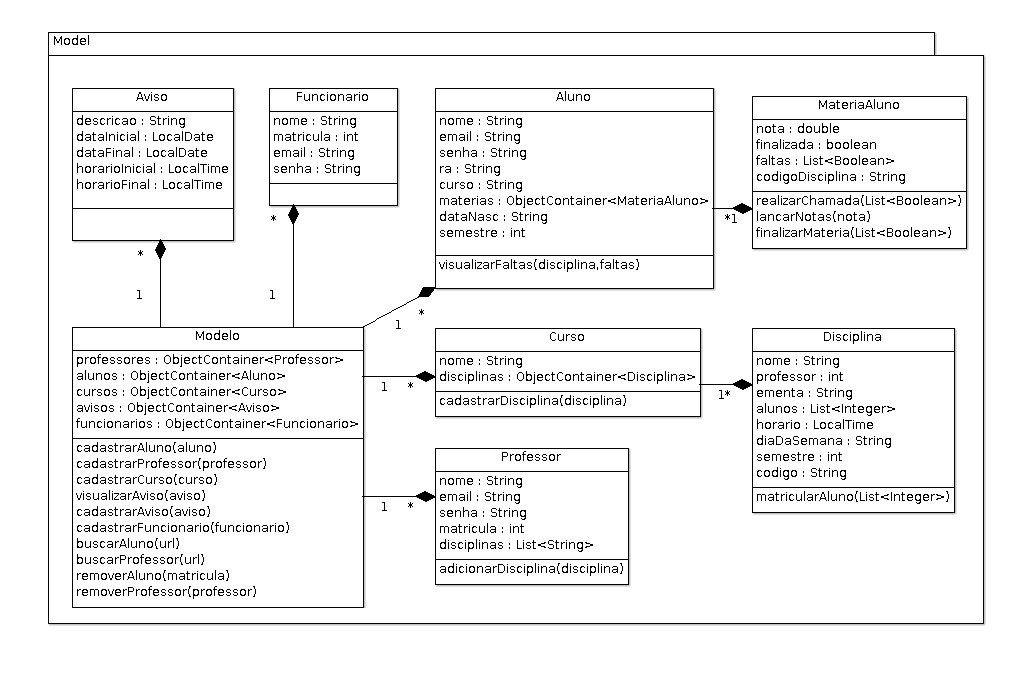 Model
Aviso
descricao : String
dataInicial : LocalDate
dataFinal : LocalDate
horarioInicial : LocalTime
horarioFinal : LocalTime
*
1
Funcionario
nome : String
matricula : int
email : String
senha : String
*
1
Aluno
nome : String
email : String
senha : String
ra : String
curso : String
materias : ObjectContainer<MateriaAluno>
dataNasc : String
semestre : int
visualizarFaltas(disciplina,faltas)
*1
MateriaAluno
nota : double
finalizada : boolean
faltas : List<Boolean>
codigoDisciplina : String
realizarChamada(List<Boolean>)
lancarNotas(nota)
finalizarMateria(List<Boolean>)
*
1
Modelo
professores : ObjectContainer<Professor>
alunos : ObjectContainer<Aluno>
cursos : ObjectContainer<Curso>
avisos : ObjectContainer<Aviso>
funcionarios : ObjectContainer<Funcionario>
cadastrarAluno(aluno)
cadastrarProfessor(professor)
cadastrarCurso(curso)
visualizarAviso(aviso)
cadastrarAviso(aviso)
cadastrarFuncionario(funcionario)
buscarAluno(url)
buscarProfessor(url)
removerAluno(matricula)
removerProfessor(professor)
1 *
Curso
nome : String
disciplinas : ObjectContainer<Disciplina>
cadastrarDisciplina(disciplina)
1*
Disciplina
nome : String
professor : int
ementa : String
alunos : List<Integer>
horario : LocalTime
diaDaSemana : String
semestre : int
codigo : String
matricularAluno(List<Integer>)
1 *
Professor
nome : String
email : String
senha : String
matricula : int
disciplinas : List<String>
adicionarDisciplina(disciplina)